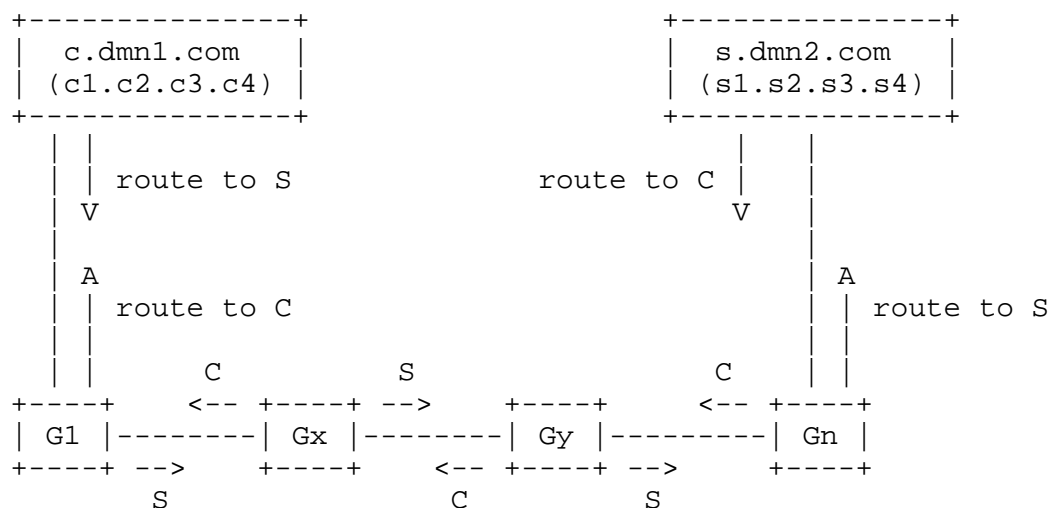 c.dmn1.com s.dmn2.com
(c1.c2.c3.c4) (s1.s2.s3.s4)
route to S route to C
V V
A A
route to C route to S
C S C
<-- --> <--
G1 Gx Gy Gn
--> <-- -->
S C S